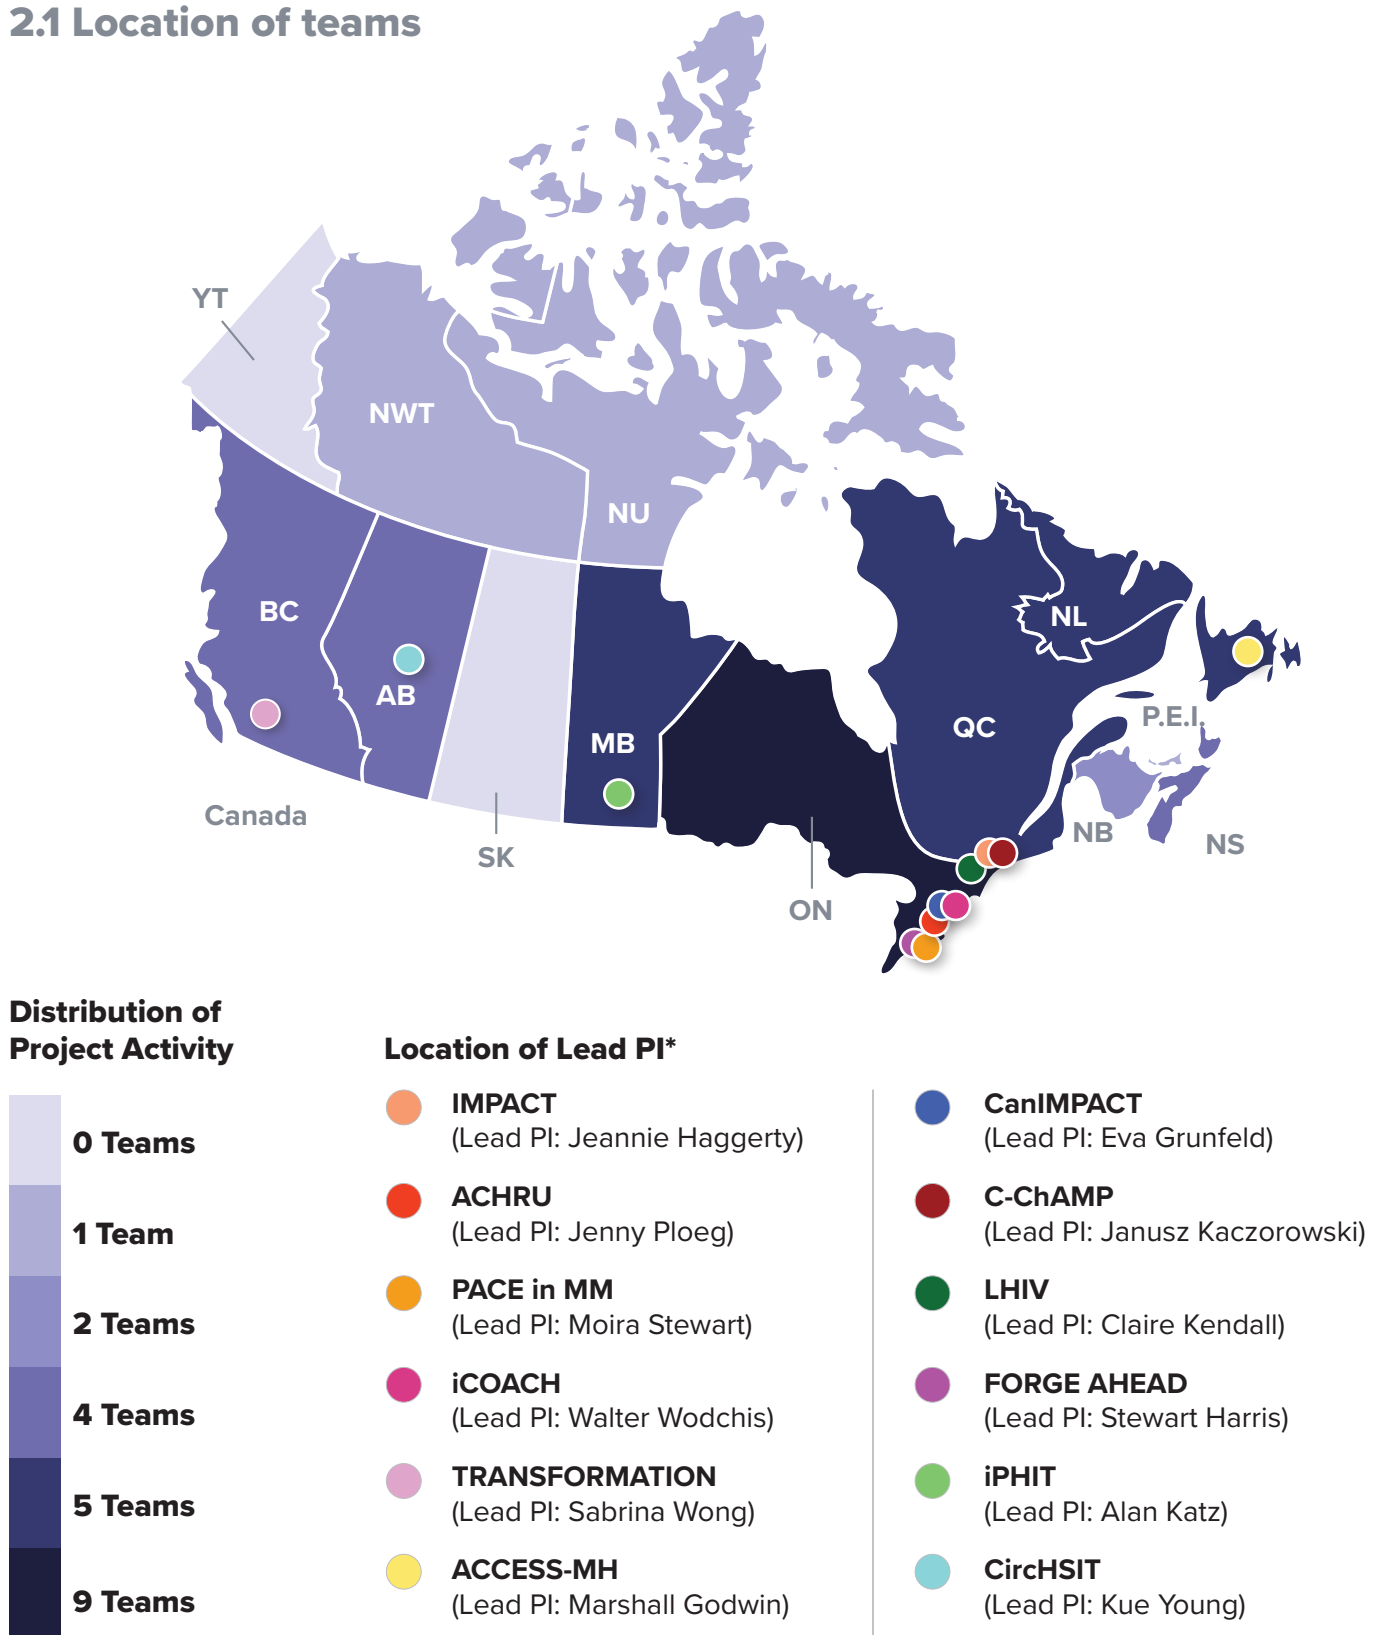 2.1 Location of teams
YT
NWT
NU
BC
NL
AB
P.E.I.
QC
MB
Canada
NB
SK
NS
ON
Distribution of
Project Activity
0 Teams
1 Team
2 Teams
4 Teams
5 Teams
9 Teams
Location of Lead PI*
IMPACT
(Lead PI: Jeannie Haggerty)
ACHRU
(Lead PI: Jenny Ploeg)
PACE in MM
(Lead PI: Moira Stewart)
iCOACH
(Lead PI: Walter Wodchis)
TRANSFORMATION
(Lead PI: Sabrina Wong)
ACCESS-MH
(Lead PI: Marshall Godwin)
CanIMPACT
(Lead PI: Eva Grunfeld)
C-ChAMP
(Lead PI: Janusz Kaczorowski)
LHIV
(Lead PI: Claire Kendall)
FORGE AHEAD
(Lead PI: Stewart Harris)
iPHIT
(Lead PI: Alan Katz)
CircHSIT
(Lead PI: Kue Young)